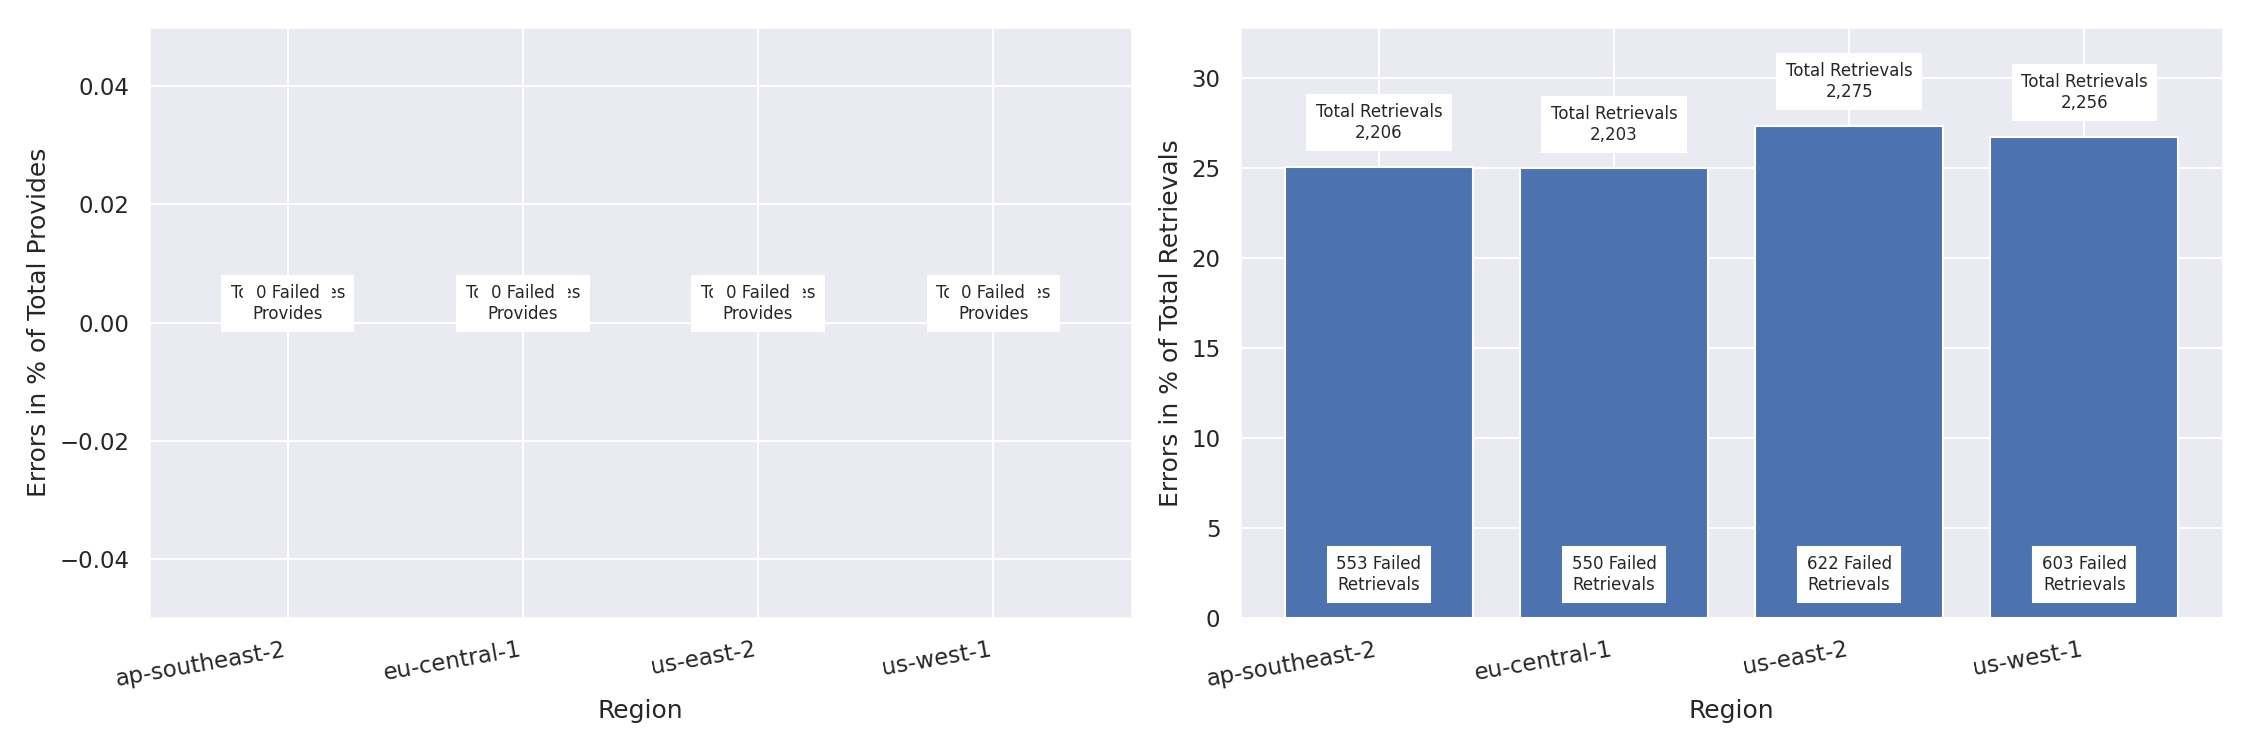 Errors in % of Total Provides
0.04
0.02
0.00
−0.02
−0.04
0 Failed
Provides
0 Failed
Provides
0 Failed
Provides
0 Failed
Provides
ap-southeast-2
eu-central-1
us-east-2
us-west-1
Region
Errors in % of Total Retrievals
30
25
20
15
10
5
0
Total Retrievals
2,206
Total Retrievals
2,203
Total Retrievals
2,275
Total Retrievals
2,256
553 Failed
Retrievals
550 Failed
Retrievals
622 Failed
Retrievals
603 Failed
Retrievals
ap-southeast-2
eu-central-1
us-east-2
us-west-1
Region